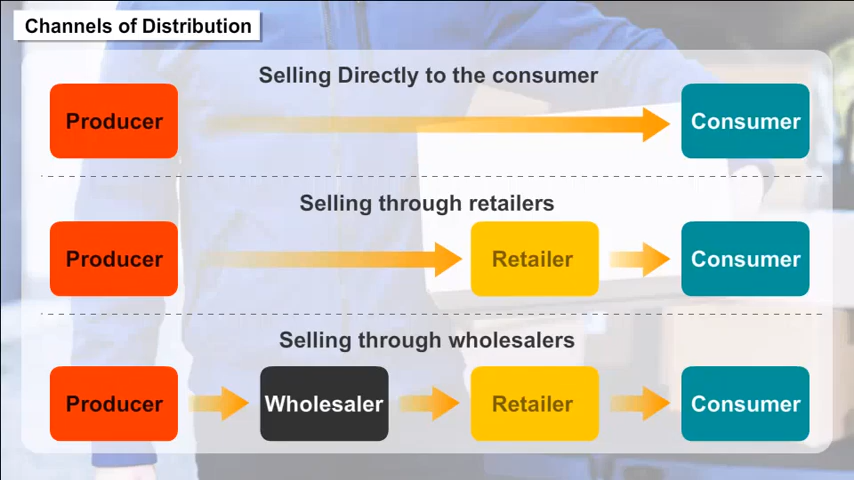 Channels of Distribution
Selling Directly to the consumer
Producer
Consumer
Selling through retailers
Producer
Retailer
Consumer
Selling through wholesalers
Producer
Wholesaler
Retailer
Consumer